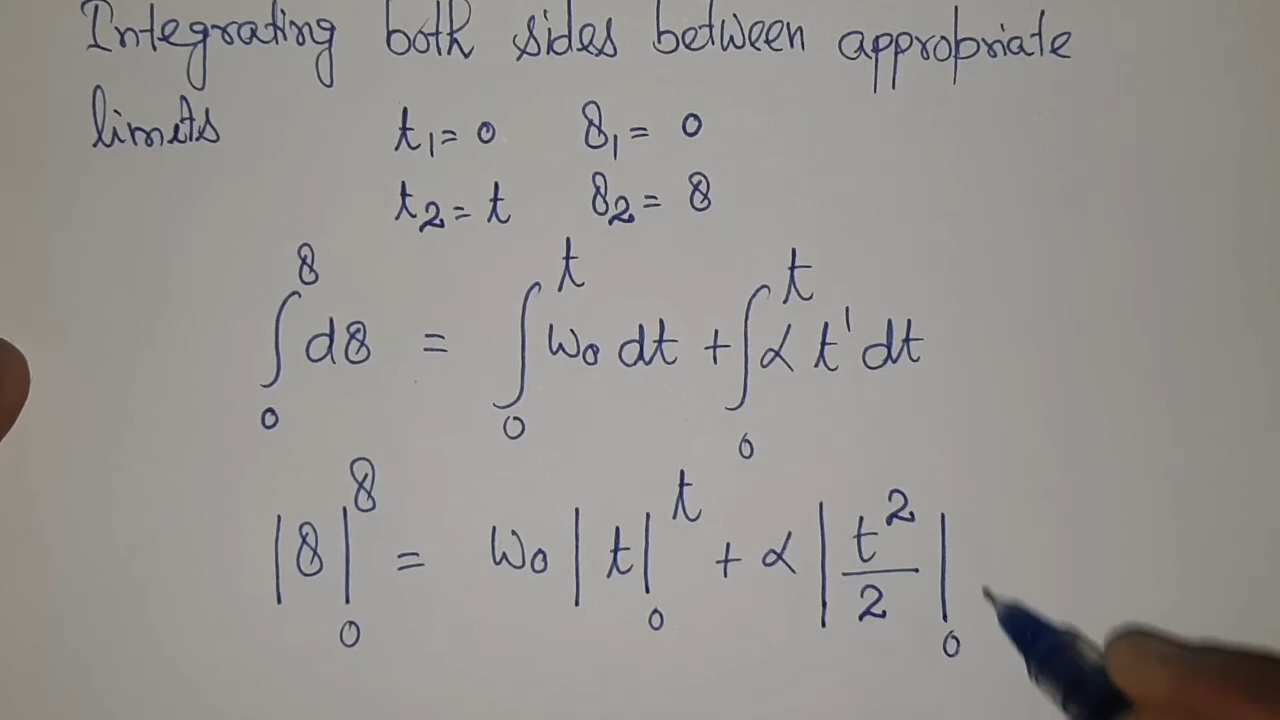 Integrating both sides between appropriate
limits t₁ = 0 θ₁ = 0
t₂ = t θ₂ = θ
∫₀^θ dθ = ∫₀^t ω₀ dt + ∫₀^t α t' dt
|θ|₀^θ = ω₀ |t|₀^t + α |t²/2|₀